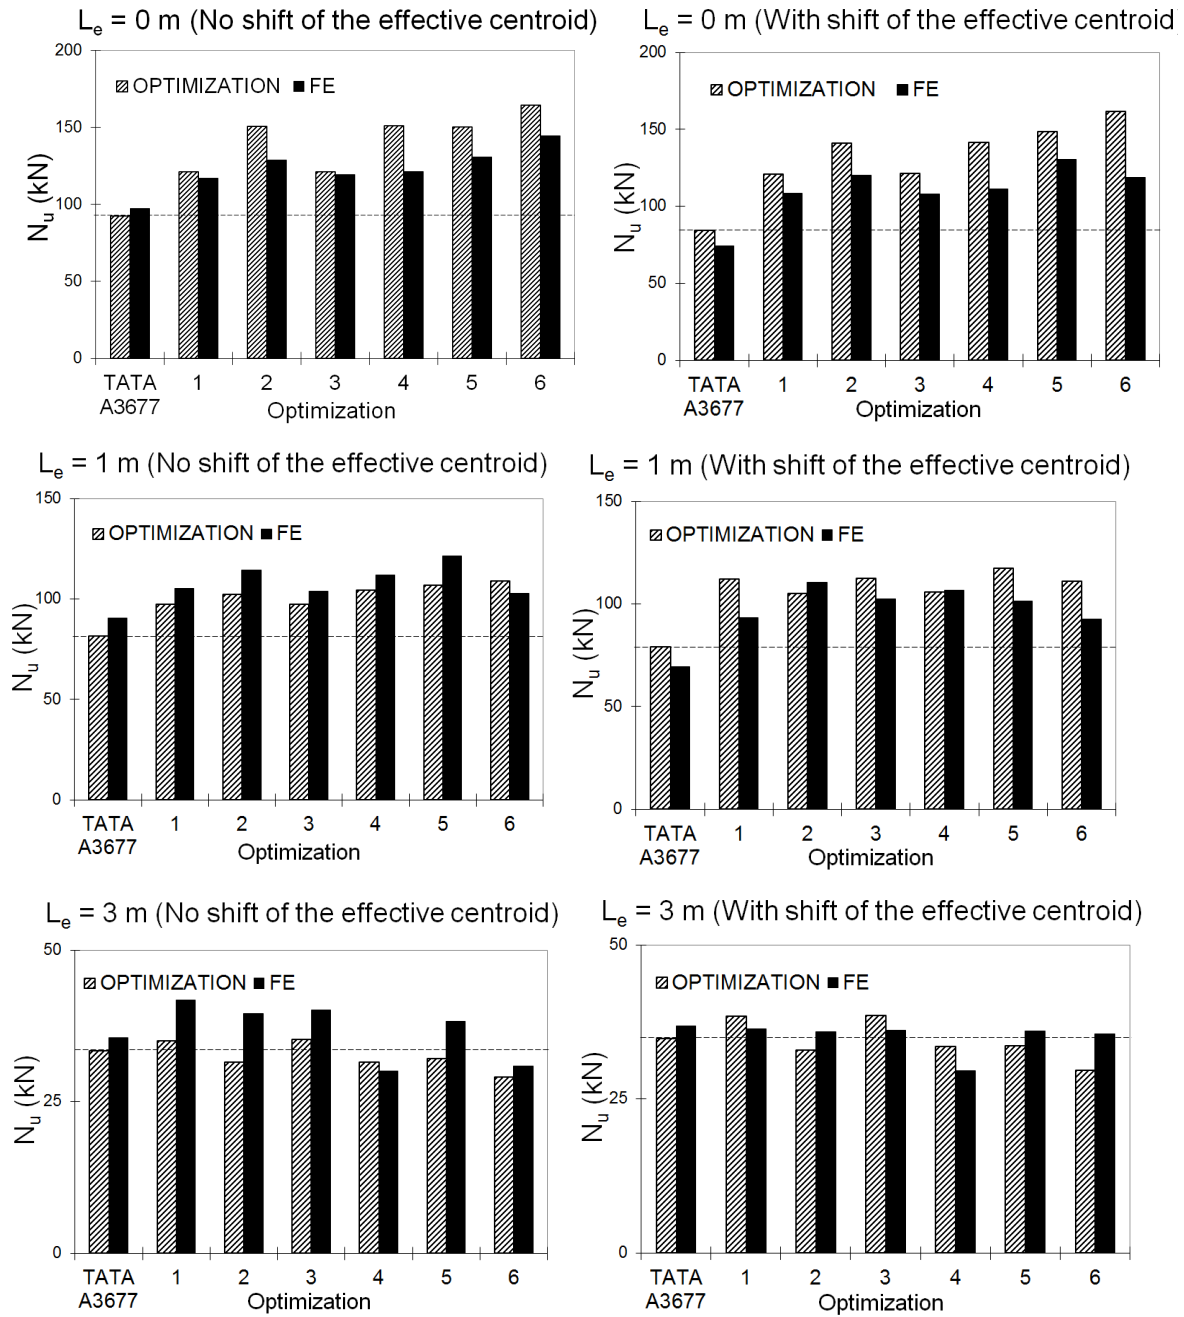 Le = 0 m (No shift of the effective centroid)
200
OPTIMIZATION FE
150
100
50
0
Nu (kN)
TATA A3677 1 2 3 4 5 6
Optimization
Le = 0 m (With shift of the effective centroid)
200
OPTIMIZATION FE
150
100
50
0
Nu (kN)
TATA A3677 1 2 3 4 5 6
Optimization
Le = 1 m (No shift of the effective centroid)
150
OPTIMIZATION FE
100
50
0
Nu (kN)
TATA A3677 1 2 3 4 5 6
Optimization
Le = 1 m (With shift of the effective centroid)
150
OPTIMIZATION FE
100
50
0
Nu (kN)
TATA A3677 1 2 3 4 5 6
Optimization
Le = 3 m (No shift of the effective centroid)
50
OPTIMIZATION FE
25
0
Nu (kN)
TATA A3677 1 2 3 4 5 6
Optimization
Le = 3 m (With shift of the effective centroid)
50
OPTIMIZATION FE
25
0
Nu (kN)
TATA A3677 1 2 3 4 5 6
Optimization